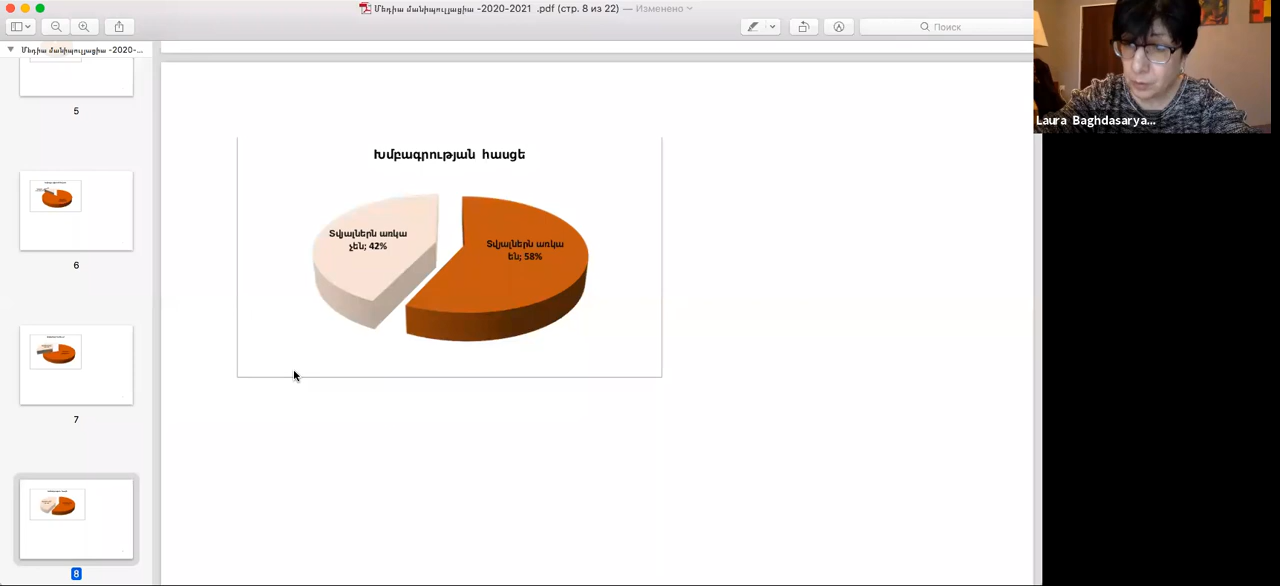 Մեդիա մանիպուլյացիա -2020-2021 .pdf (стр. 8 из 22) — Изменено
Поиск
Մեդիա մանիպուլյացիա -2020-...
5
6
7
8
Խմբագրության հասցե
Տվյալներն առկա
չեն; 42%
Տվյալներն առկա
են; 58%
Laura Baghdasarya...